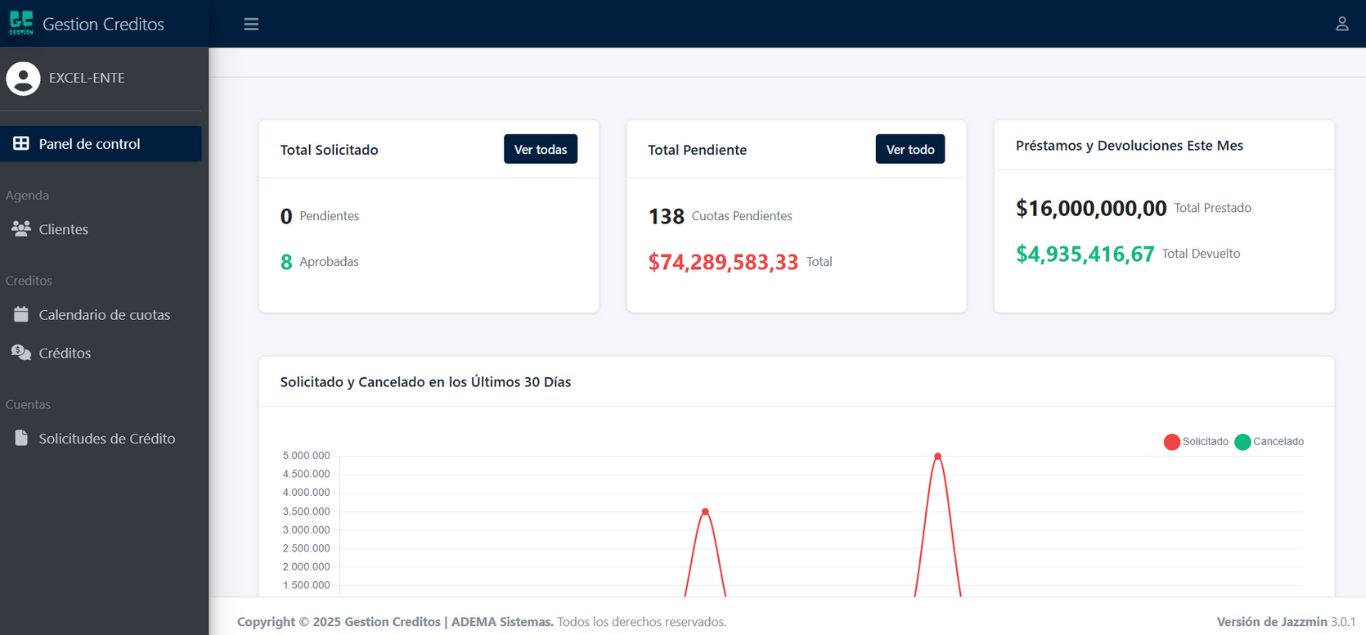 GC
GESTION
Gestion Creditos
EXCEL-ENTE
Panel de control
Agenda
Clientes
Creditos
Calendario de cuotas
Créditos
Cuentas
Solicitudes de Crédito
Total Solicitado
Ver todas
0 Pendientes
8 Aprobadas
Total Pendiente
Ver todo
138 Cuotas Pendientes
$74,289,583,33 Total
Préstamos y Devoluciones Este Mes
$16,000,000,00 Total Prestado
$4,935,416,67 Total Devuelto
Solicitado y Cancelado en los Últimos 30 Días
Solicitado
Cancelado
5.000.000
4.500.000
4.000.000
3.500.000
3.000.000
2.500.000
2.000.000
1.500.000
Copyright © 2025 Gestion Creditos | ADEMA Sistemas. Todos los derechos reservados.
Versión de Jazzmin 3.0.1